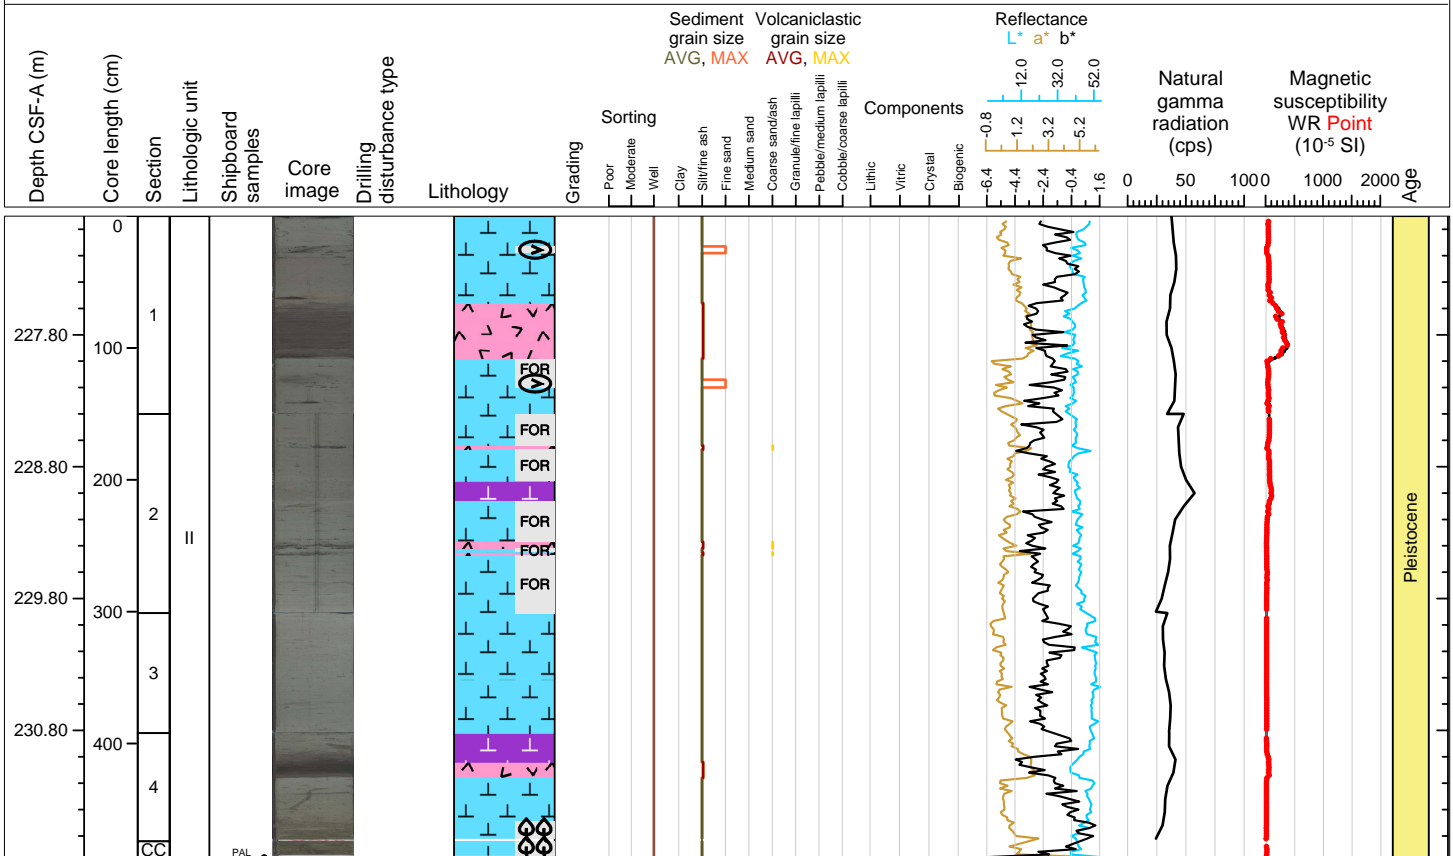 Depth CSF-A (m)
Core length (cm)
Section
Lithologic unit
Shipboard
samples
Core
image
Drilling
disturbance type
Lithology
Grading
Sorting
Poor
Moderate
Well
Sediment
grain size
AVG, MAX
Volcaniclastic
grain size
AVG, MAX
Clay
Silt/fine ash
Fine sand
Medium sand
Coarse sand/ash
Granule/fine lapilli
Pebble/medium lapilli
Cobble/coarse lapilli
Components
Lithic
Vitric
Crystal
Biogenic
Reflectance
L* a* b*
12.0 32.0 52.0
-0.8 1.2 3.2 5.2
-6.4 -4.4 -2.4 -0.4 1.6
Natural
gamma
radiation
(cps)
0 50 100
Magnetic
susceptibility
WR Point
(10-5 SI)
0 1000 2000
Age
0
1
227.80
100
FOR
FOR
228.80
FOR
200
2
II
FOR
FOR
FOR
229.80
300
3
230.80
400
4
CC
PAL
Pleistocene